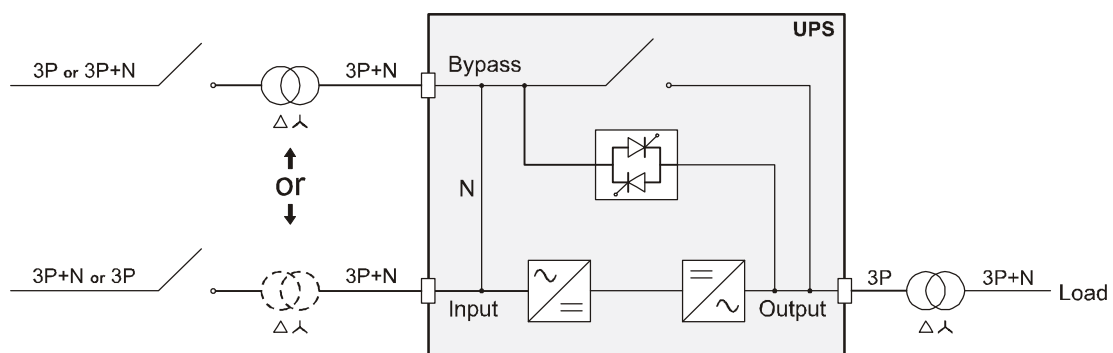 UPS
3P or 3P+N
3P+N
Bypass
or
N
3P+N or 3P
3P+N
Input
Output
3P
3P+N
Load